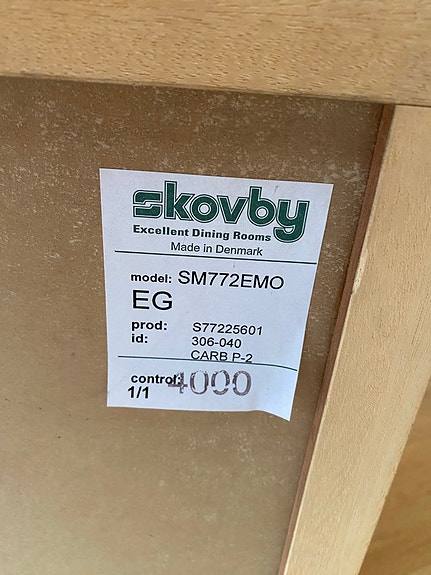 skovby
Excellent Dining Rooms
Made in Denmark
model: SM772EMO
EG
prod: S77225601
id: 306-040
CARB P-2
control: 4000
1/1